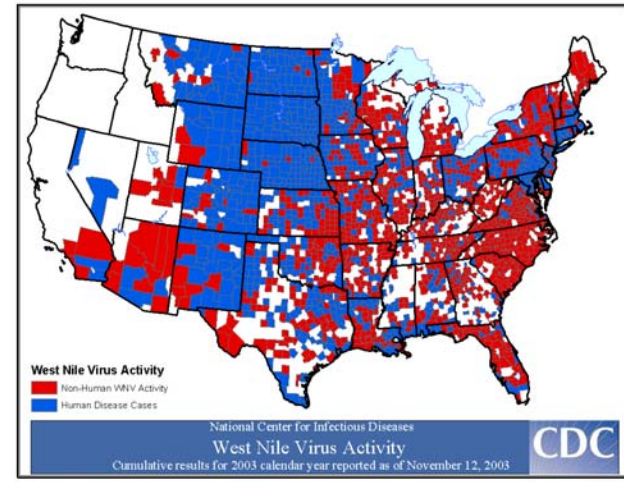 West Nile Virus Activity
Non-Human WNV Activity
Human Disease Cases
National Center for Infectious Diseases
West Nile Virus Activity
Cumulative results for 2003 calendar year reported as of November 12, 2003
CDC